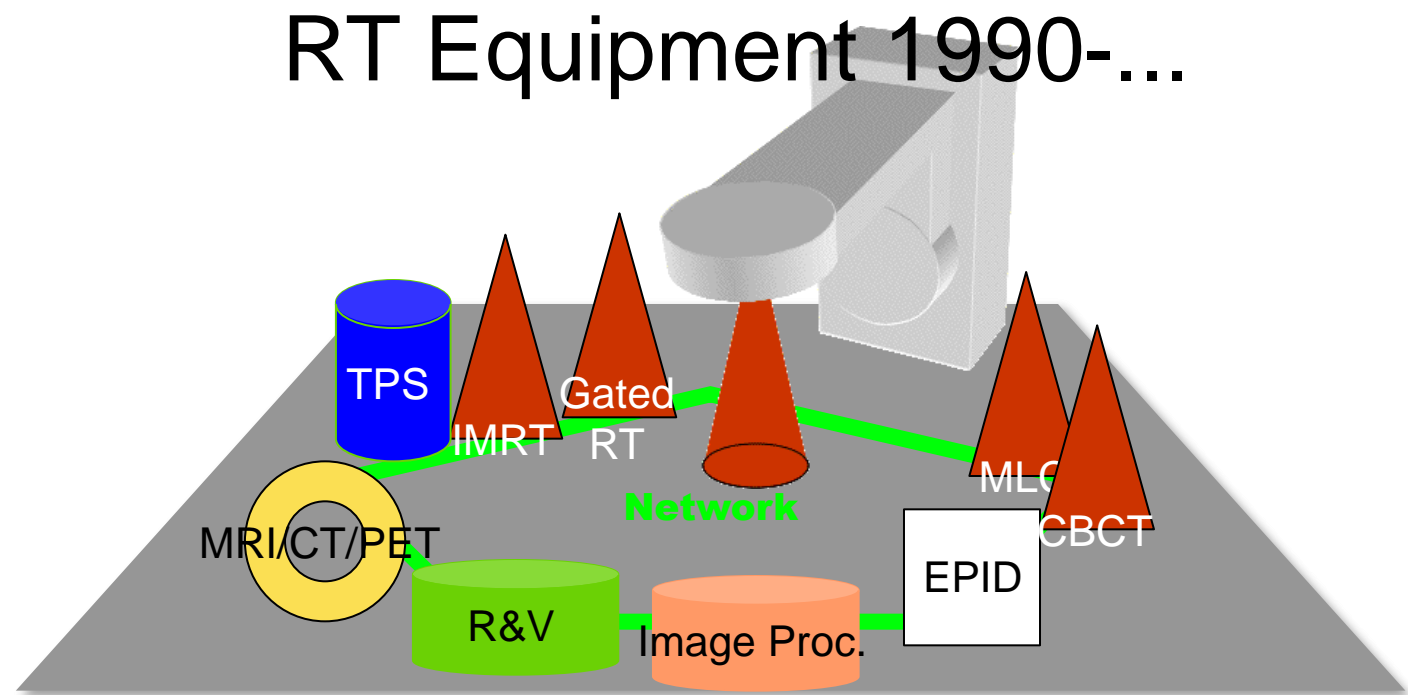 RT Equipment 1990-...
TPS
IMRT
Gated
RT
MLC
CBCT
Network
MRI/CT/PET
EPID
R&V
Image Proc.